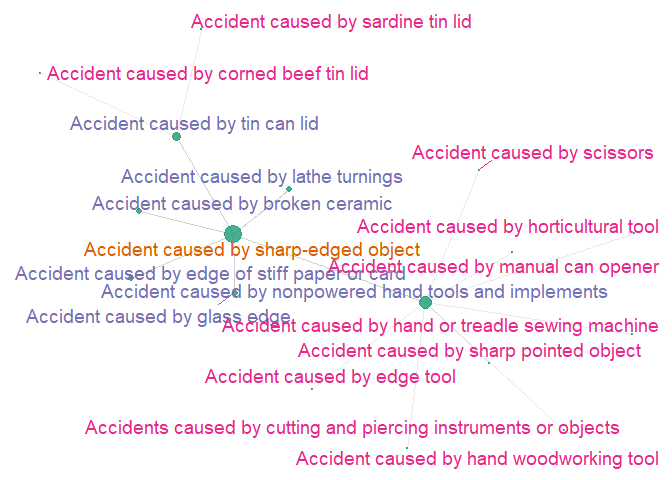 Accident caused by sardine tin lid
Accident caused by corned beef tin lid
Accident caused by tin can lid
Accident caused by scissors
Accident caused by lathe turnings
Accident caused by broken ceramic
Accident caused by horticultural tool
Accident caused by sharp-edged object
Accident caused by manual can opener
Accident caused by edge of stiff paper or card
Accident caused by nonpowered hand tools and implements
Accident caused by glass edge
Accident caused by hand or treadle sewing machine
Accident caused by sharp pointed object
Accident caused by edge tool
Accidents caused by cutting and piercing instruments or objects
Accident caused by hand woodworking tool